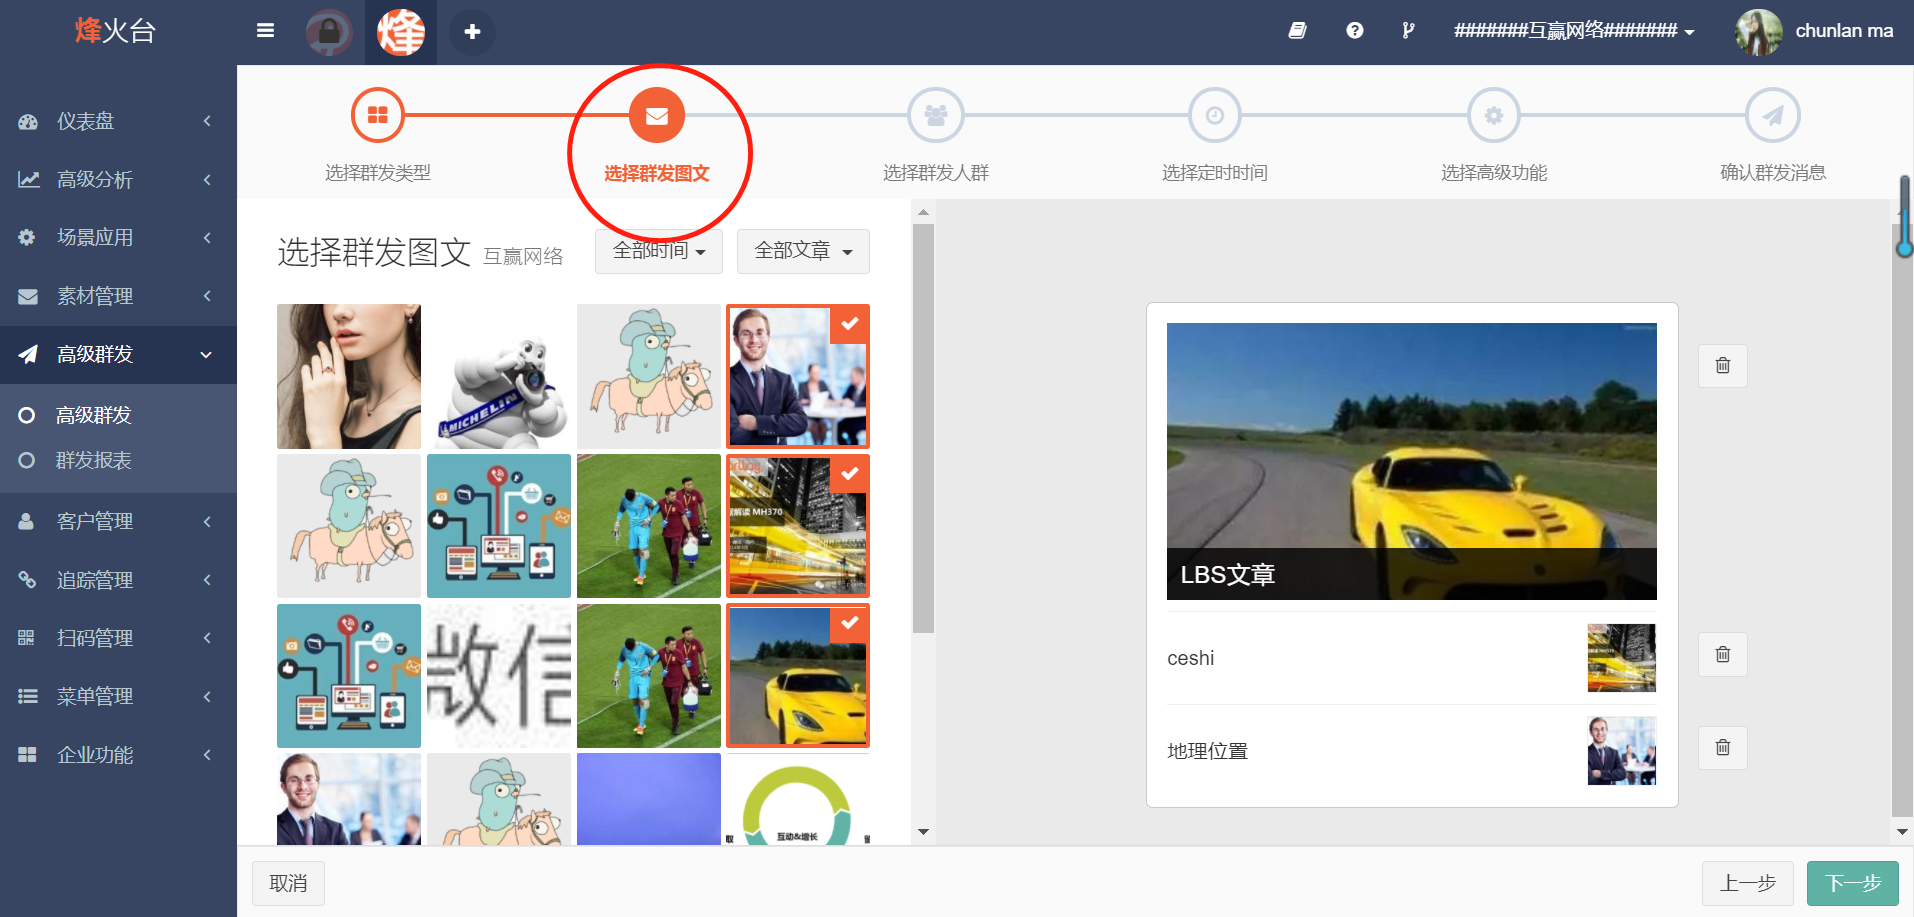 烽火台
烽
#######互赢网络#######
chunlan ma
仪表盘
高级分析
场景应用
素材管理
高级群发
高级群发
群发报表
客户管理
追踪管理
扫码管理
菜单管理
企业功能
选择群发类型
选择群发图文
选择群发人群
选择定时时间
选择高级功能
确认群发消息
选择群发图文 互赢网络
全部时间
全部文章
MICHELIN
解读 MH370
微信
互动&增长
LBS文章
ceshi
地理位置
取消
上一步
下一步